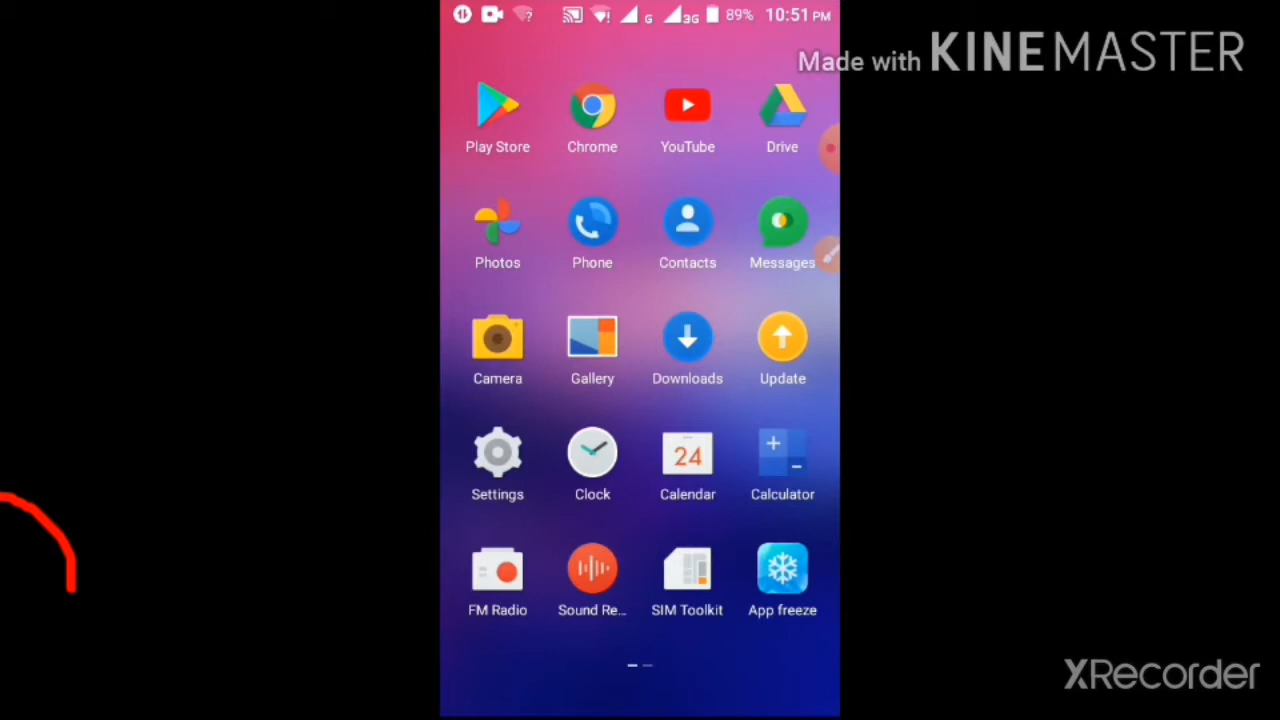 G 3G 89% 10:51 PM
Made with KINEMASTER
Play Store Chrome YouTube Drive
Photos Phone Contacts Messages
Camera Gallery Downloads Update
24
Settings Clock Calendar Calculator
FM Radio Sound Re... SIM Toolkit App freeze
XRecorder